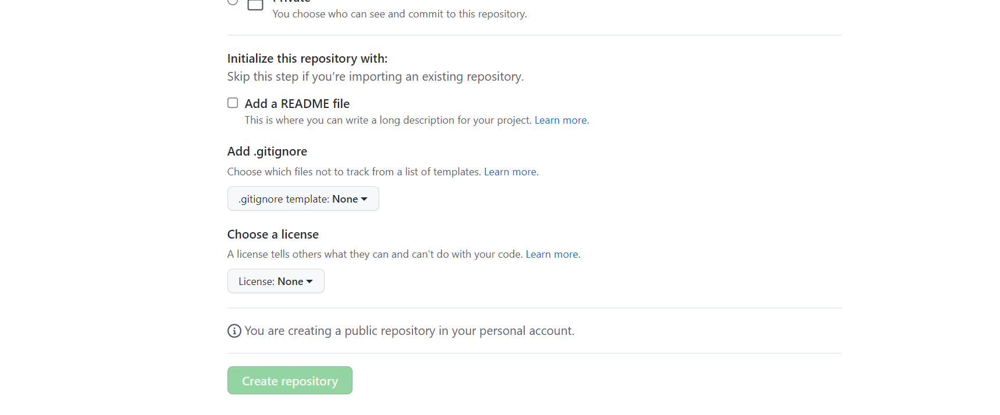 Private
You choose who can see and commit to this repository.
Initialize this repository with:
Skip this step if you’re importing an existing repository.
Add a README file
This is where you can write a long description for your project. Learn more.
Add .gitignore
Choose which files not to track from a list of templates. Learn more.
.gitignore template: None
Choose a license
A license tells others what they can and can't do with your code. Learn more.
License: None
You are creating a public repository in your personal account.
Create repository